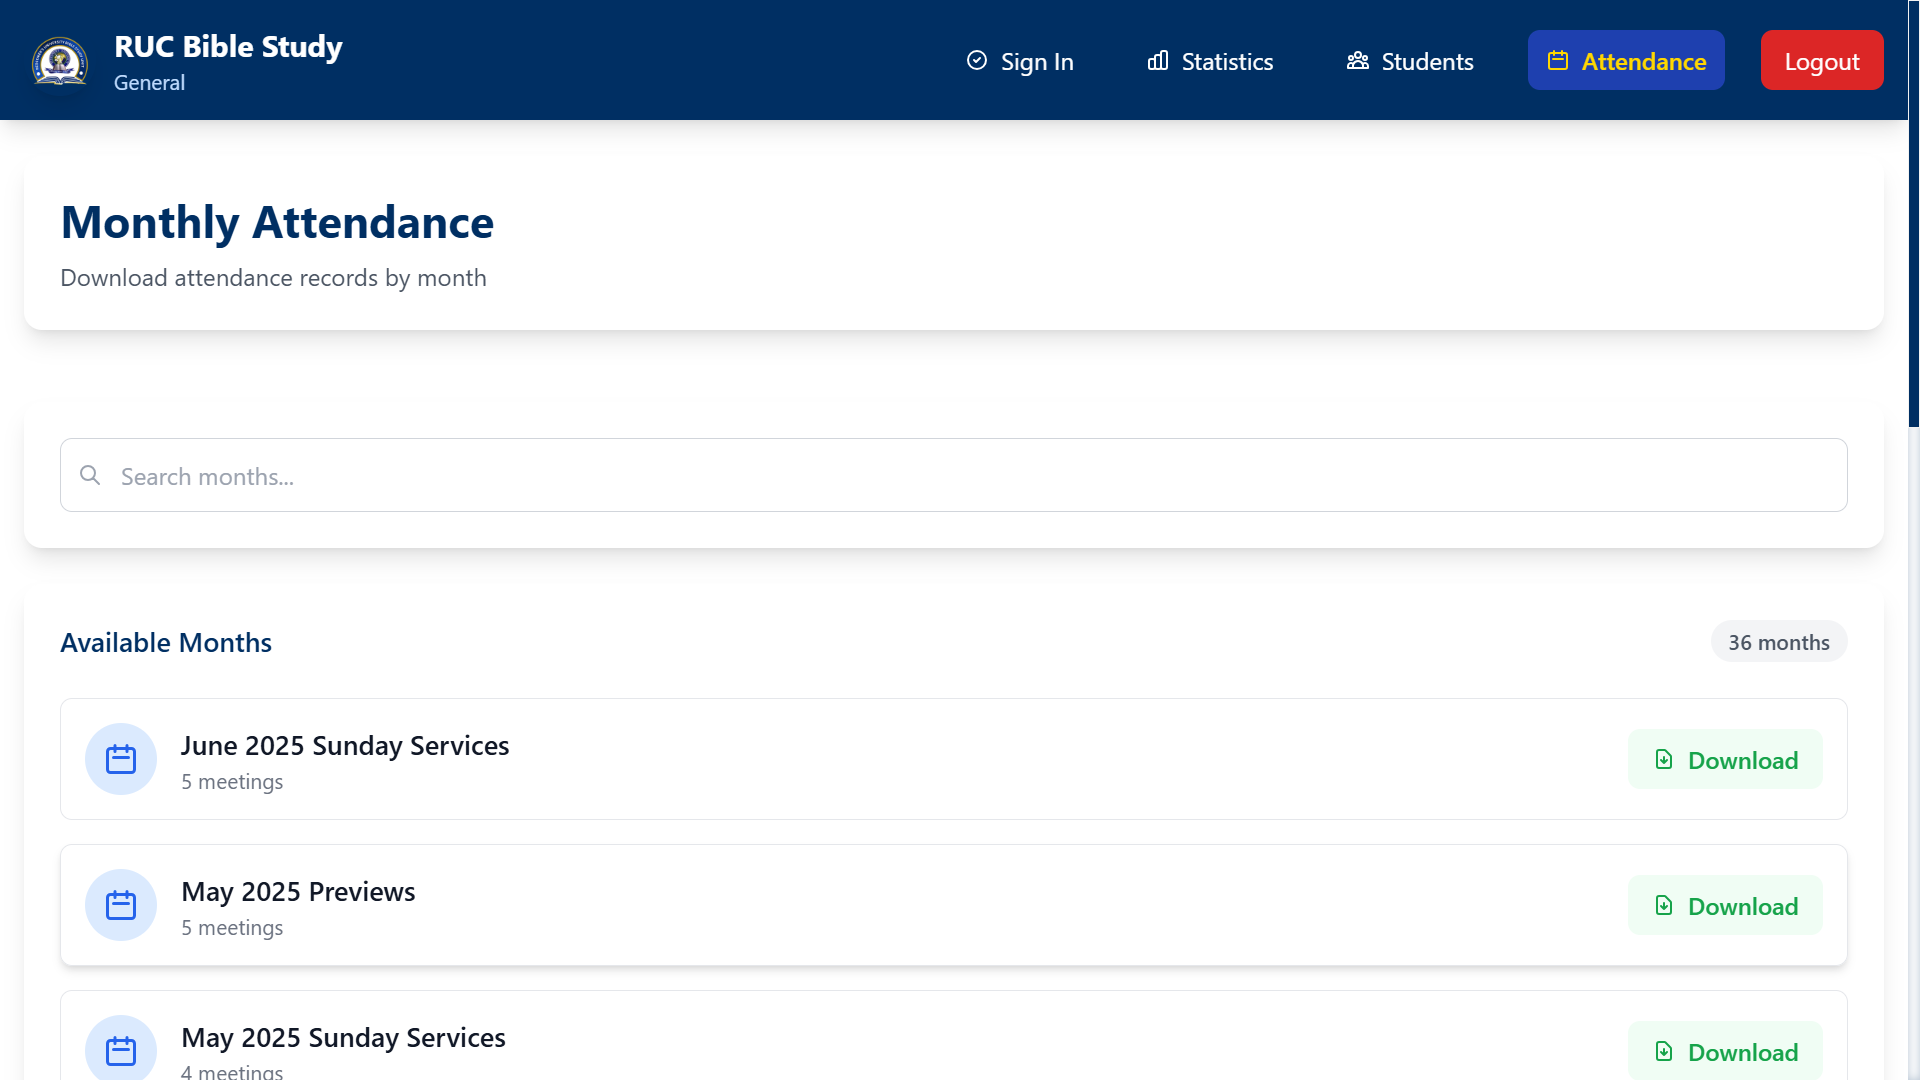 RUC Bible Study
General
Sign In
Statistics
Students
Attendance
Logout
Monthly Attendance
Download attendance records by month
Search months...
Available Months
36 months
June 2025 Sunday Services
5 meetings
Download
May 2025 Previews
5 meetings
Download
May 2025 Sunday Services
4 meetings
Download